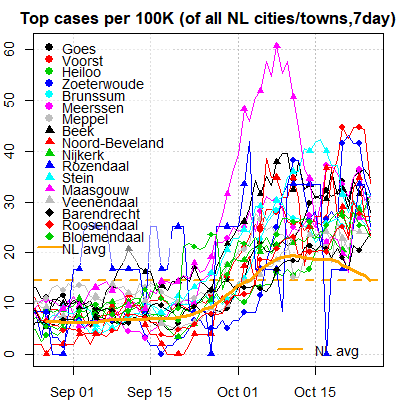 Top cases per 100K (of all NL cities/towns,7day)
60
50
40
30
20
10
0
Goes
Voorst
Heiloo
Zoeterwoude
Brunssum
Meerssen
Meppel
Beek
Noord-Beveland
Nijkerk
Rozendaal
Stein
Maasgouw
Veenendaal
Barendrecht
Roosendaal
Bloemendaal
NL avg
NL avg
Sep 01
Sep 15
Oct 01
Oct 15